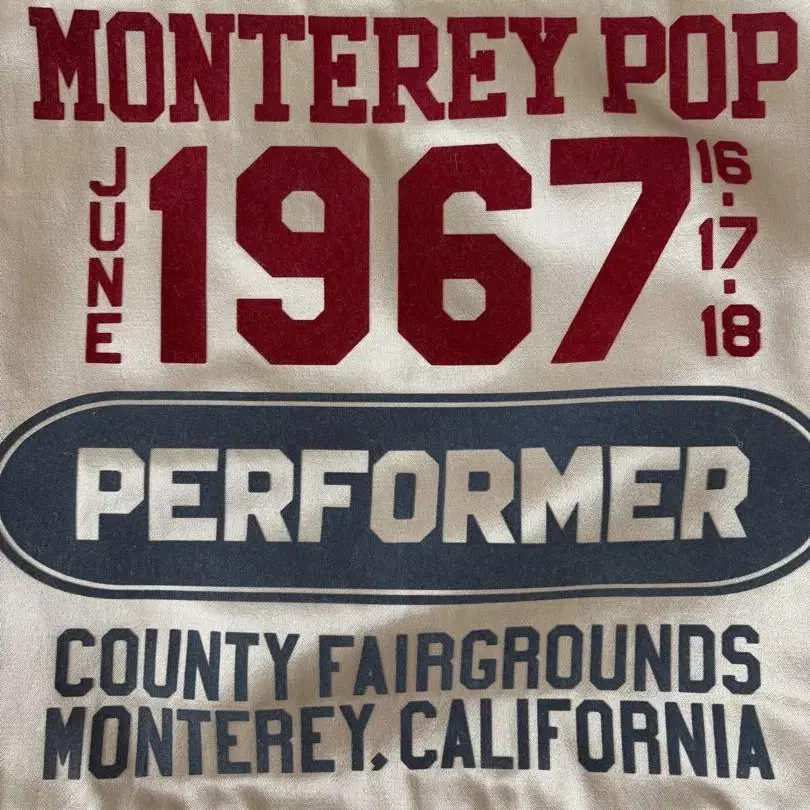 MONTEREY POP
JUNE
1967
16·17·18
PERFORMER
COUNTY FAIRGROUNDS
MONTEREY, CALIFORNIA